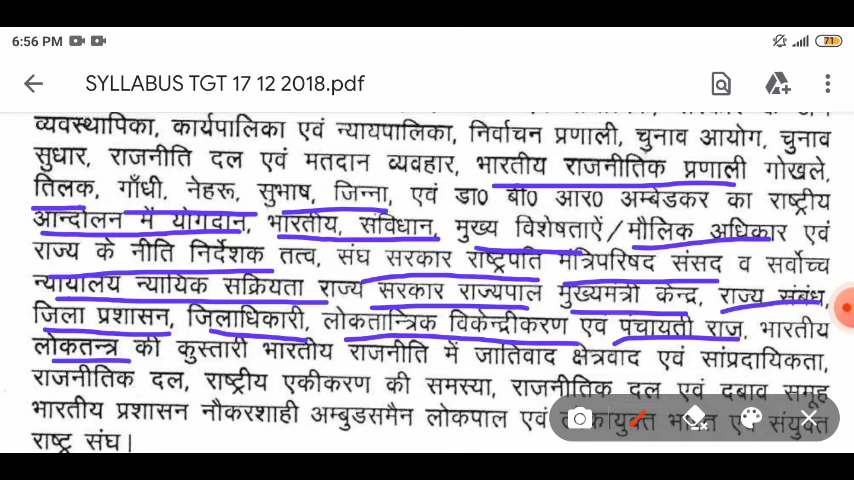 6:56 PM
71
SYLLABUS TGT 17 12 2018.pdf
व्यवस्थापिका, कार्यपालिका एवं न्यायपालिका, निर्वाचन प्रणाली, चुनाव आयोग, चुनाव
सुधार, राजनीति दल एवं मतदान व्यवहार, भारतीय राजनीतिक प्रणाली गोखले,
तिलक, गाँधी, नेहरू, सुभाष, जिन्ना, एवं डा0 बी0 आर0 अम्बेडकर का राष्ट्रीय
आन्दोलन में योगदान, भारतीय, संविधान, मुख्य विशेषताऐं/मौलिक अधिकार एवं
राज्य के नीति निर्देशक तत्व, संघ सरकार राष्ट्रपति मंत्रिपरिषद संसद व सर्वोच्च
न्यायालय न्यायिक सक्रियता राज्य सरकार राज्यपाल मुख्यमंत्री केन्द्र, राज्य संबंध,
जिला प्रशासन, जिलाधिकारी, लोकतान्त्रिक विकेन्द्रीकरण एवं पंचायती राज, भारतीय
लोकतन्त्र की कुस्तारी भारतीय राजनीति में जातिवाद क्षेत्रवाद एवं सांप्रदायिकता,
राजनीतिक दल, राष्ट्रीय एकीकरण की समस्या, राजनीतिक दल एवं दबाव समूह
भारतीय प्रशासन नौकरशाही अम्बुडसमैन लोकपाल एवं एवं संयुक्त
राष्ट्र संघ।